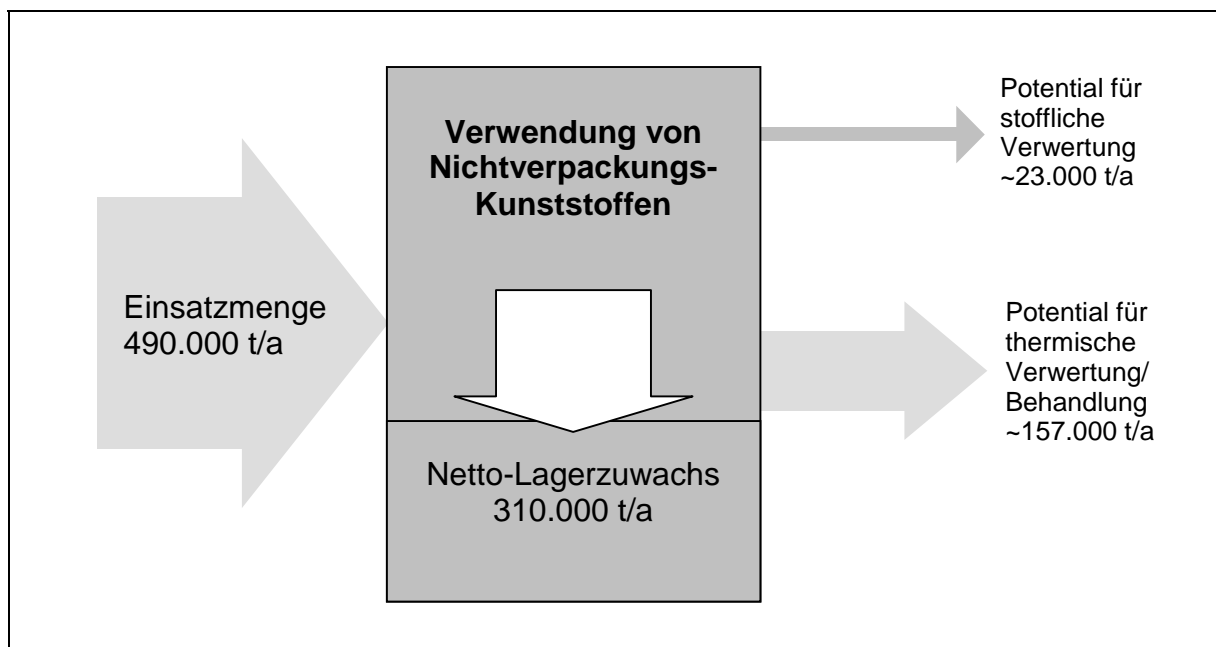 Einsatzmenge
490.000 t/a
Verwendung von
Nichtverpackungs-
Kunststoffen
Netto-Lagerzuwachs
310.000 t/a
Potential für
stoffliche
Verwertung
~23.000 t/a
Potential für
thermische
Verwertung/
Behandlung
~157.000 t/a